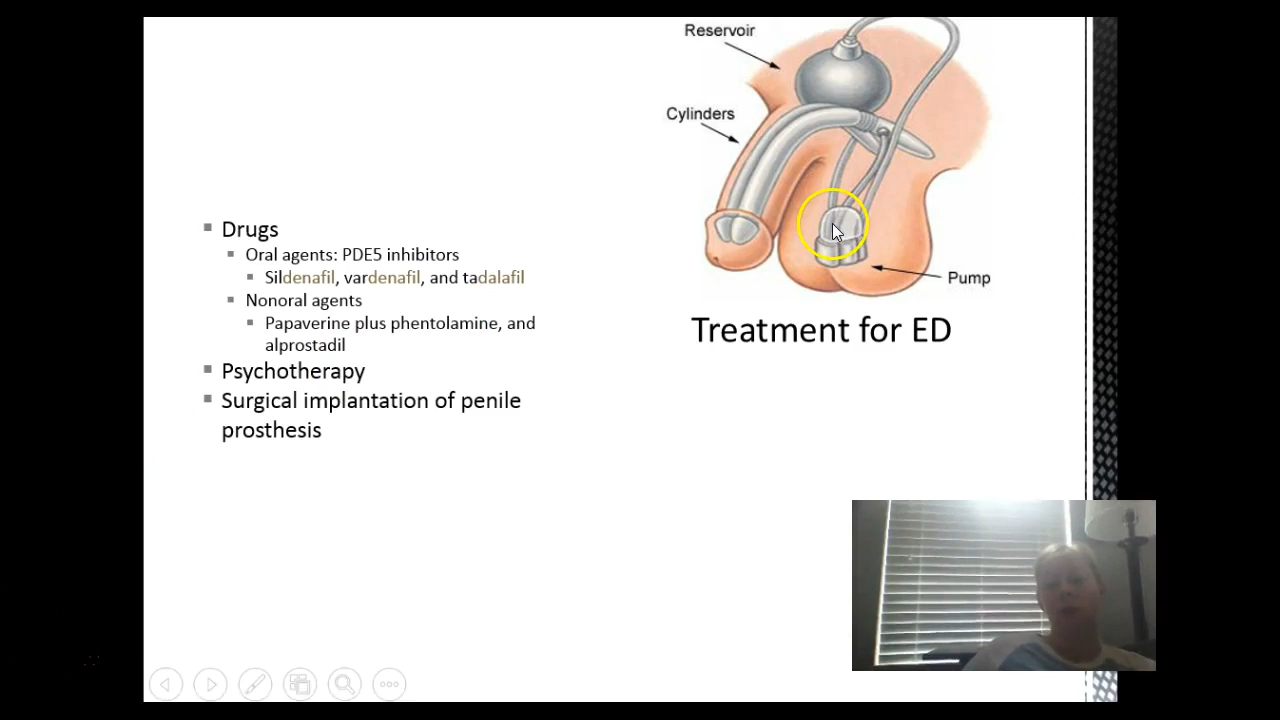 Reservoir
Cylinders
Pump
Treatment for ED
Drugs
Oral agents: PDE5 inhibitors
Sildenafil, vardenafil, and tadalafil
Nonoral agents
Papaverine plus phentolamine, and
alprostadil
Psychotherapy
Surgical implantation of penile
prosthesis